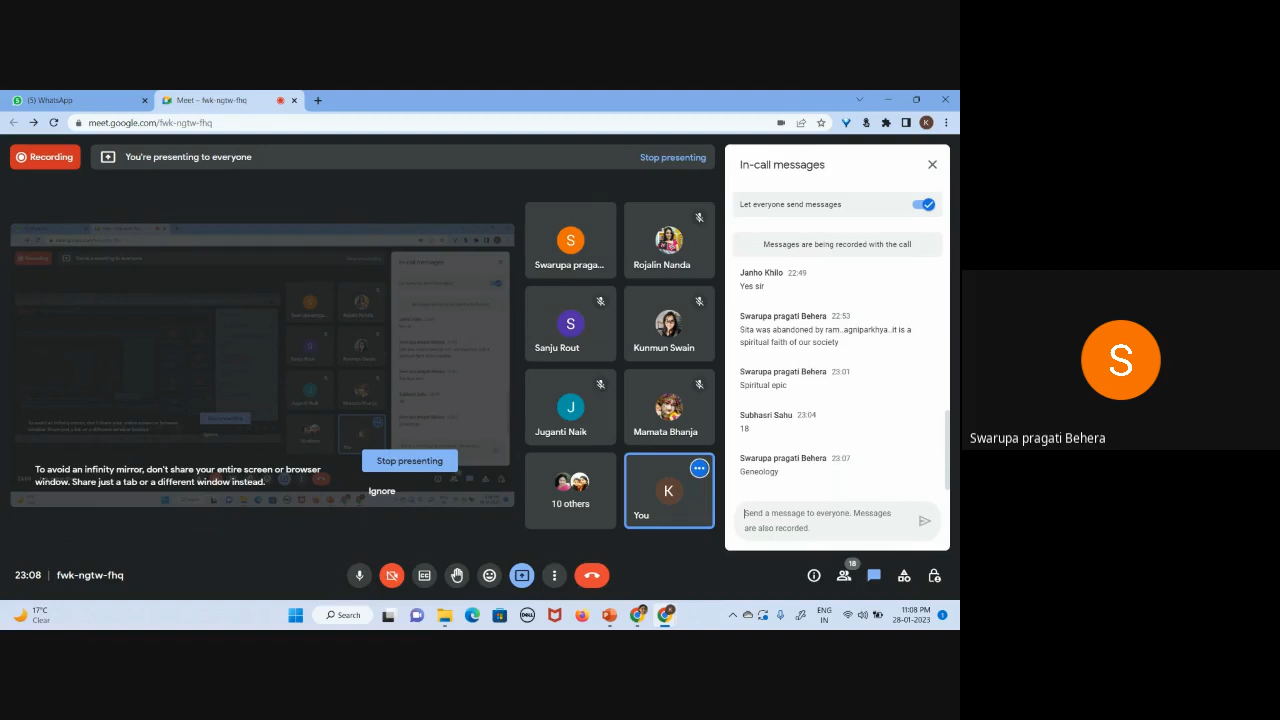 (5) WhatsApp
Meet – fwk-ngtw-fhq
meet.google.com/fwk-ngtw-fhq
K
Recording
You're presenting to everyone
Stop presenting
In-call messages
Let everyone send messages
Messages are being recorded with the call
Janho Khilo 22:49
Yes sir
Swarupa pragati Behera 22:53
Sita was abandoned by ram..agniparkhya..it is a
spiritual faith of our society
Swarupa pragati Behera 23:01
Spiritual epic
Subhasri Sahu 23:04
18
Swarupa pragati Behera 23:07
Geneology
Send a message to everyone. Messages
are also recorded.
S
Swarupa praga...
Rojalin Nanda
S
Sanju Rout
Kunmun Swain
J
Juganti Naik
Mamata Bhanja
10 others
K
You
To avoid an infinity mirror, don't share your entire screen or browser
window. Share just a tab or a different window instead.
Stop presenting
Ignore
23:08 | fwk-ngtw-fhq
18
17°C
Clear
Search
DELL
ENG
IN
11:08 PM
28-01-2023
1
S
Swarupa pragati Behera